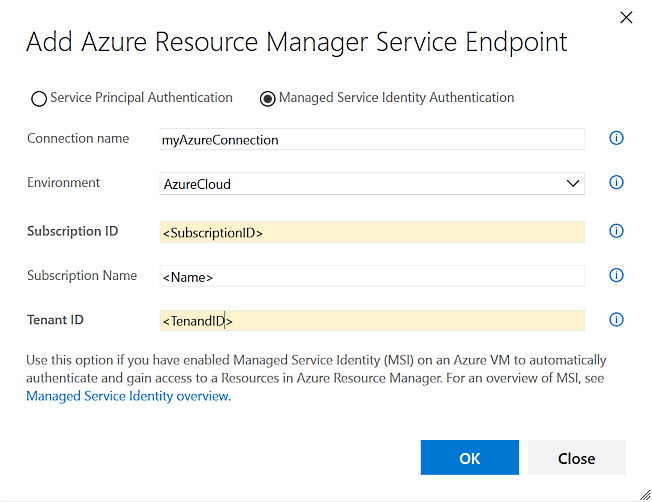 Add Azure Resource Manager Service Endpoint
Service Principal Authentication Managed Service Identity Authentication
Connection name myAzureConnection
Environment AzureCloud
Subscription ID <SubscriptionID>
Subscription Name <Name>
Tenant ID <TenandID>
Use this option if you have enabled Managed Service Identity (MSI) on an Azure VM to automatically
authenticate and gain access to a Resources in Azure Resource Manager. For an overview of MSI, see
Managed Service Identity overview.
OK Close